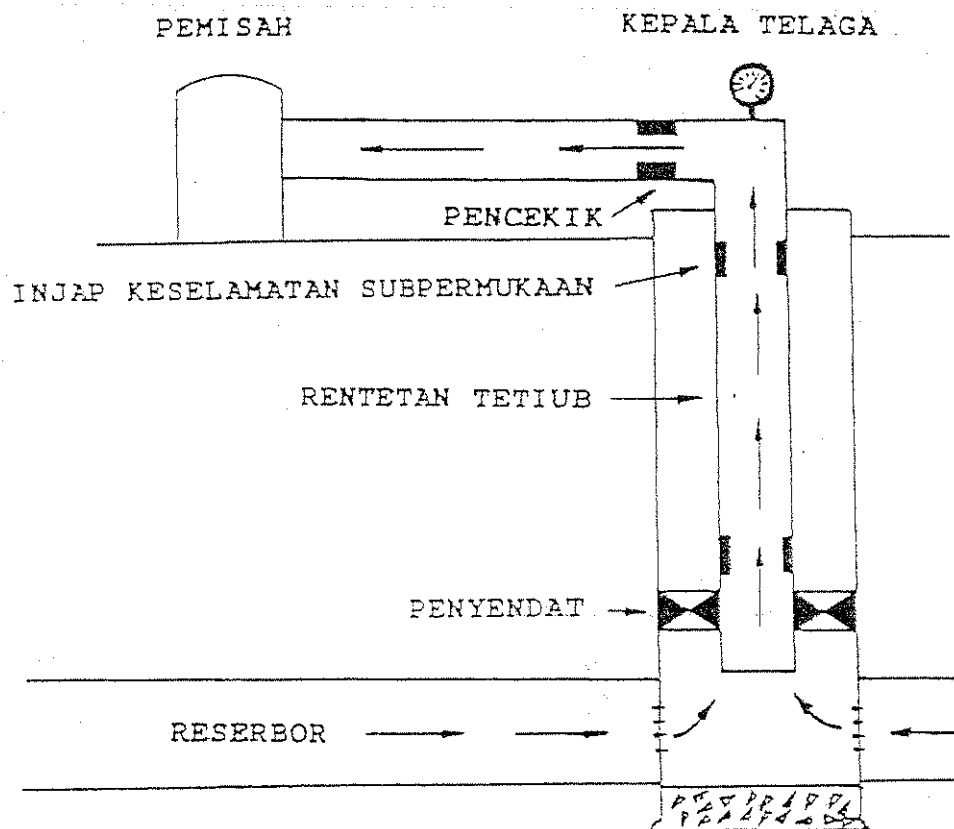 PEMISAH
KEPALA TELAGA
PENCEKIK
INJAP KESELAMATAN SUBPERMUKAAN
RENTETAN TETIUB
PENYENDAT
RESERBOR